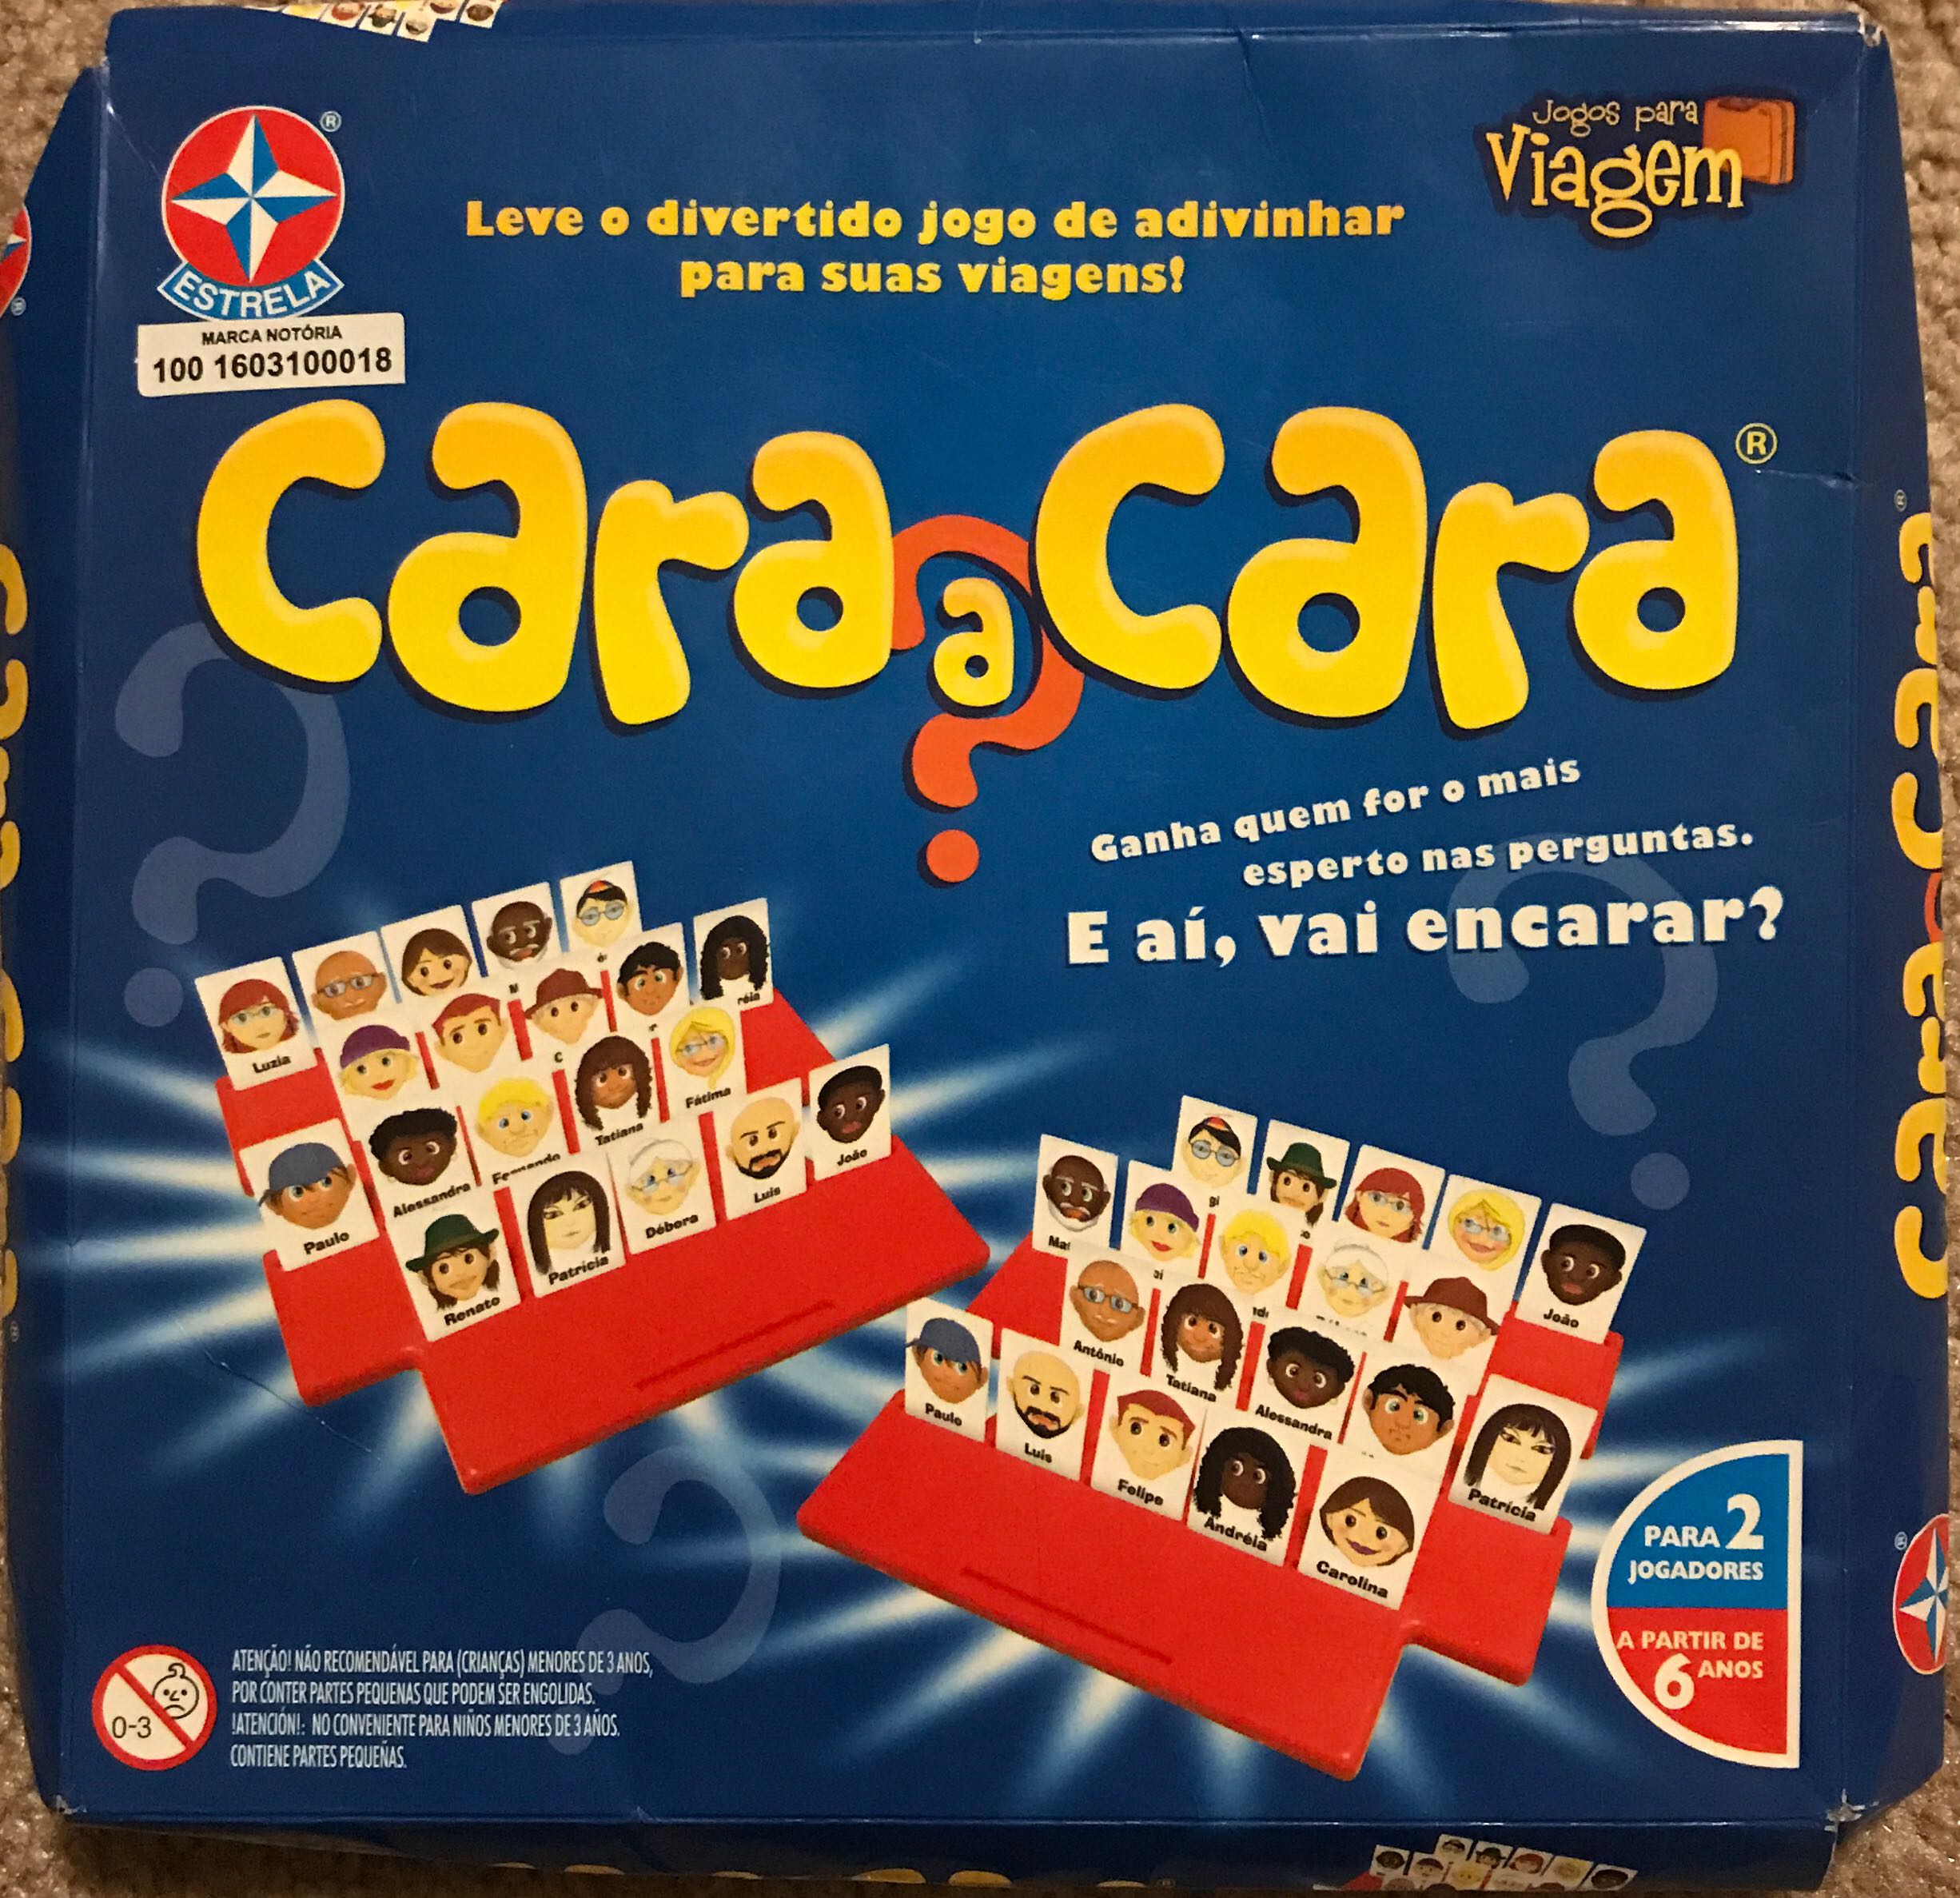 ESTRELA
®
MARCA NOTÓRIA
100 1603100018
Jogos para
Viagem
Leve o divertido jogo de adivinhar
para suas viagens!
Cara a Cara
®
Ganha quem for o mais
esperto nas perguntas.
E aí, vai encarar?
Luzia
réia
Fátima
Tatiana
Fernando
Alessandra
Paulo
João
Luis
Débora
Patrícia
Renato
João
Antônio
Tatiana
Alessandra
Patrícia
Paulo
Luis
Felipe
Andréia
Carolina
PARA 2
JOGADORES
A PARTIR DE
6 ANOS
0-3
ATENÇÃO! NÃO RECOMENDÁVEL PARA (CRIANÇAS) MENORES DE 3 ANOS,
POR CONTER PARTES PEQUENAS QUE PODEM SER ENGOLIDAS.
!ATENCIÓN!: NO CONVENIENTE PARA NIÑOS MENORES DE 3 AÑOS.
CONTIENE PARTES PEQUEÑAS.